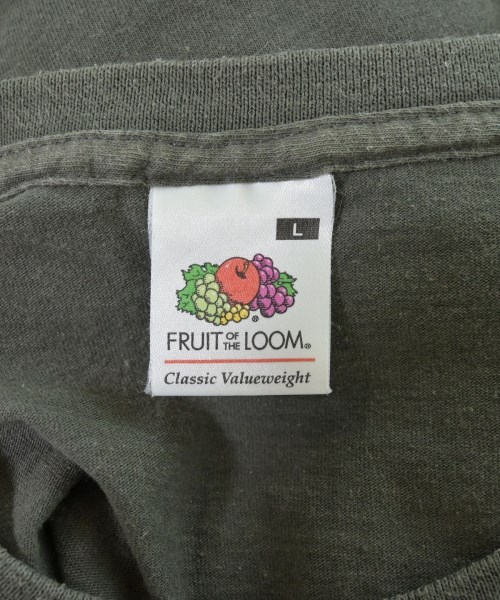 L
FRUIT OF THE LOOM®
Classic Valueweight